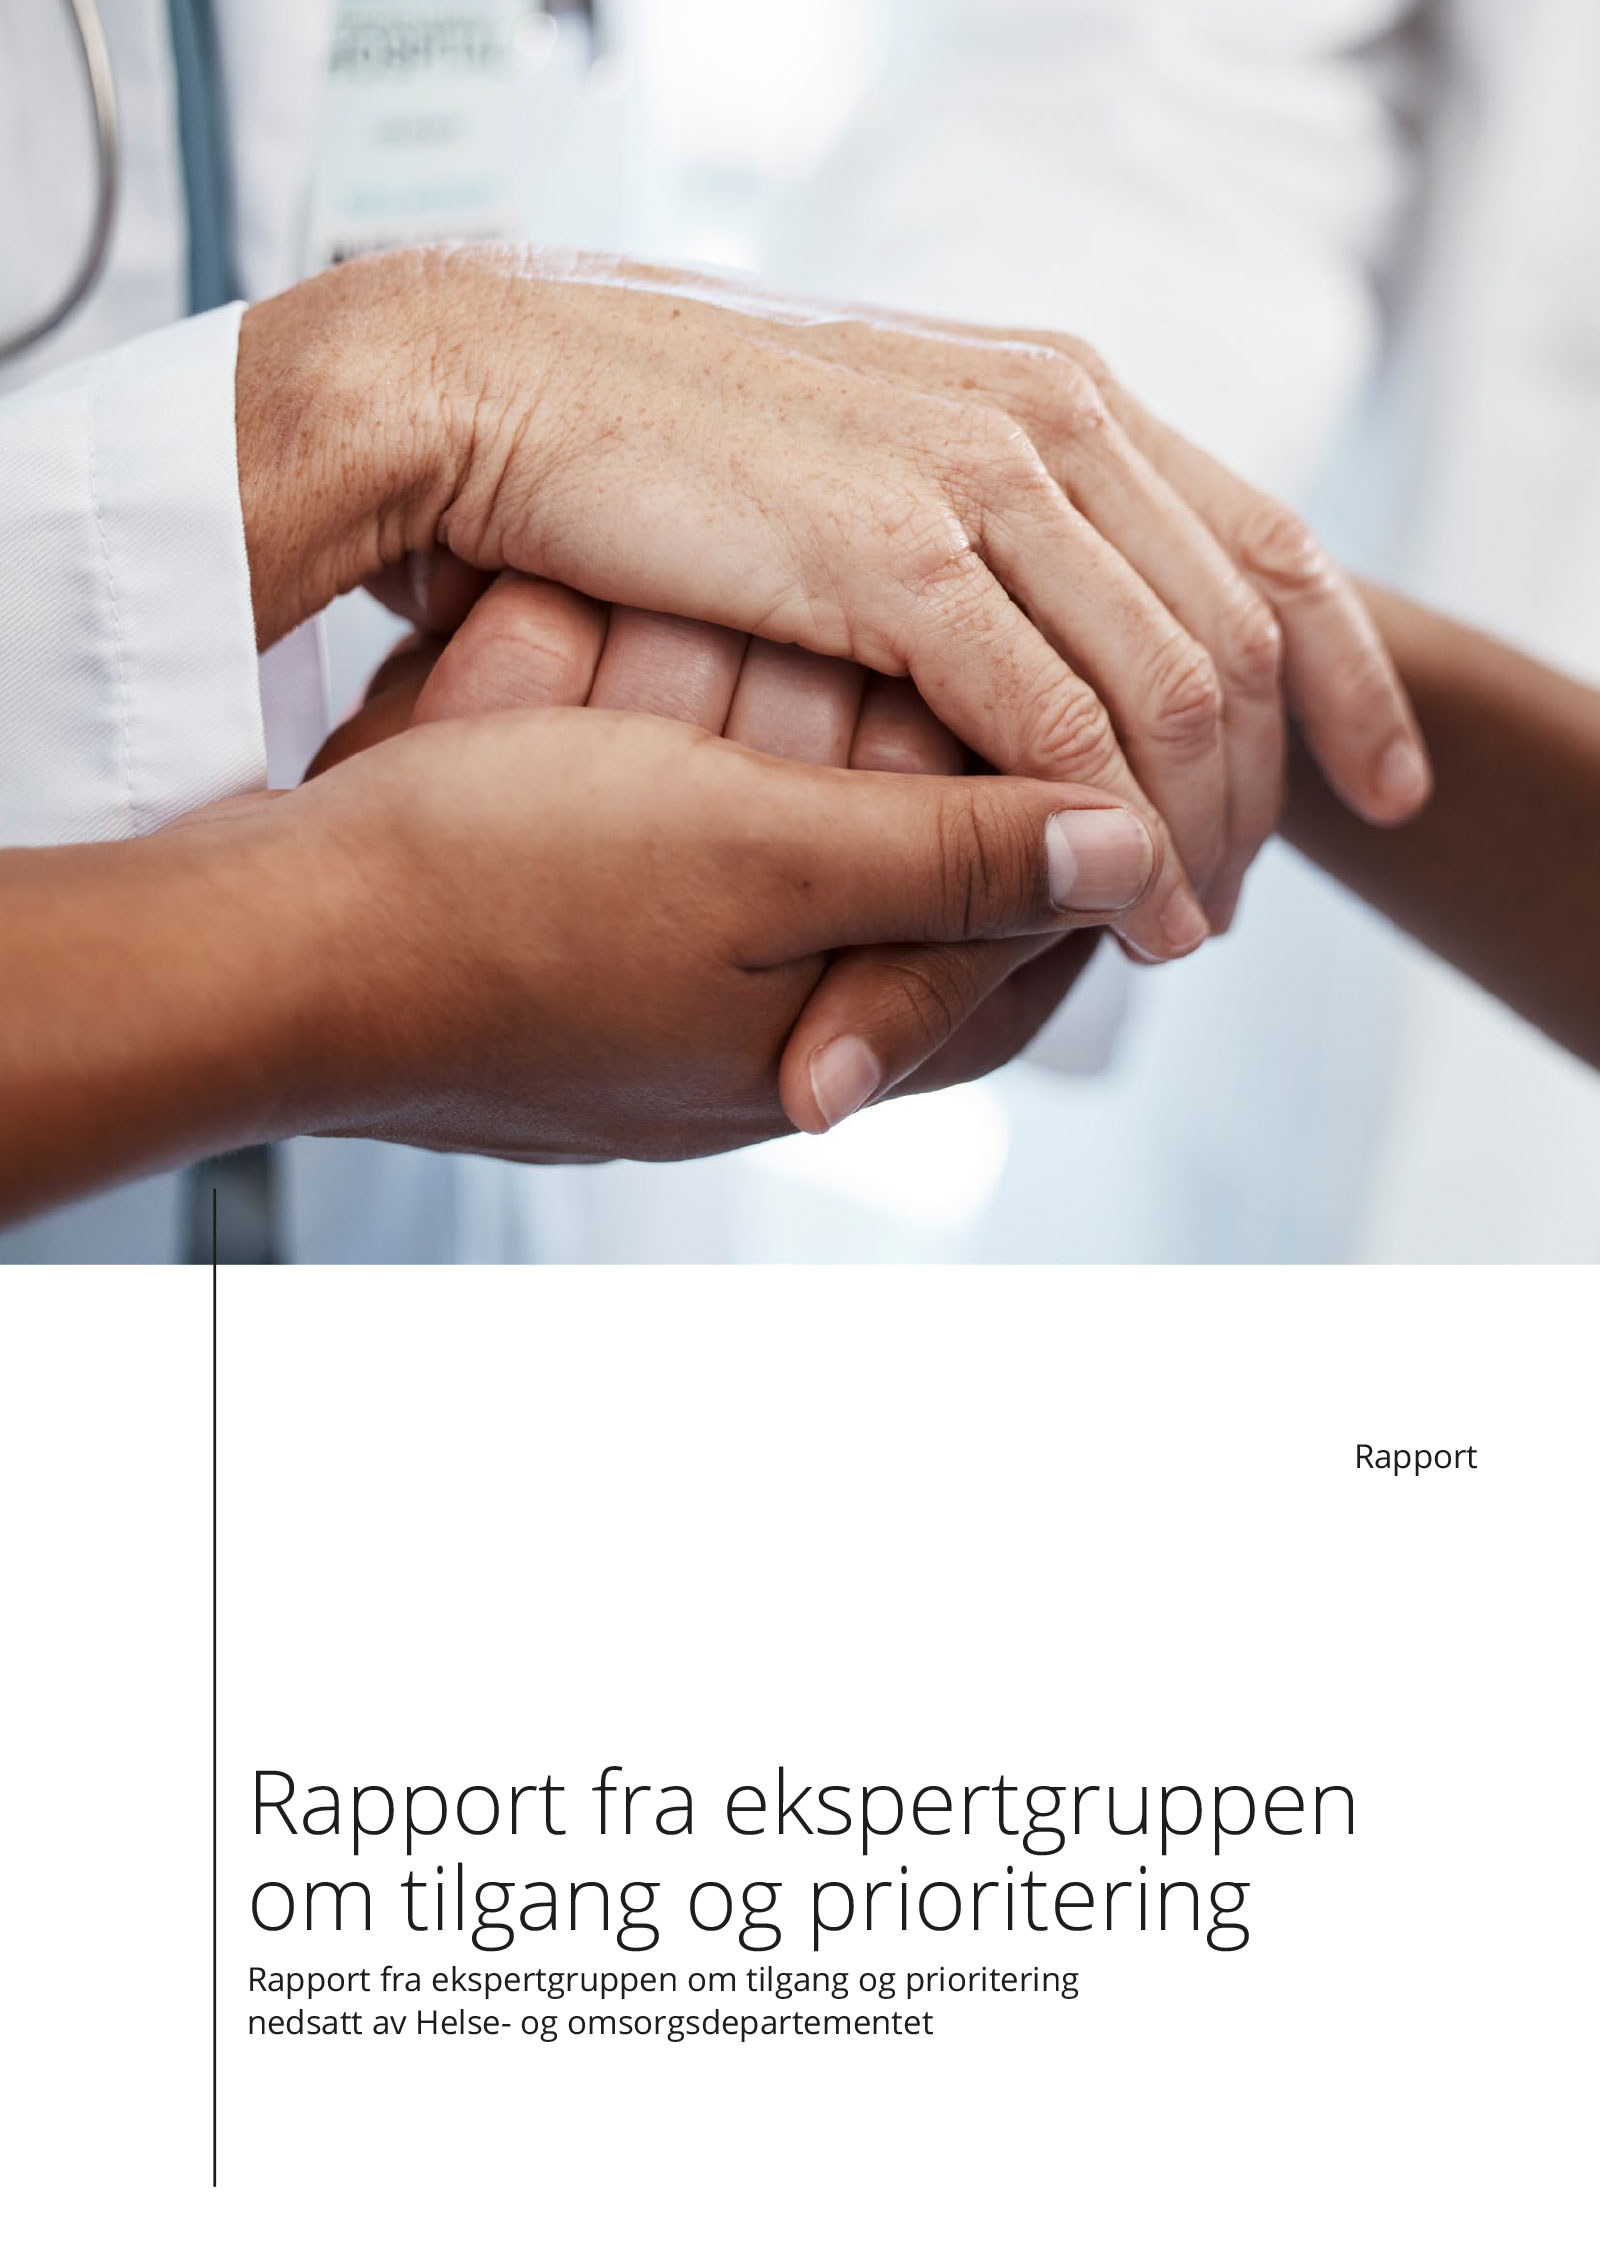 Rapport
Rapport fra ekspertgruppen
om tilgang og prioritering
Rapport fra ekspertgruppen om tilgang og prioritering
nedsatt av Helse- og omsorgsdepartementet